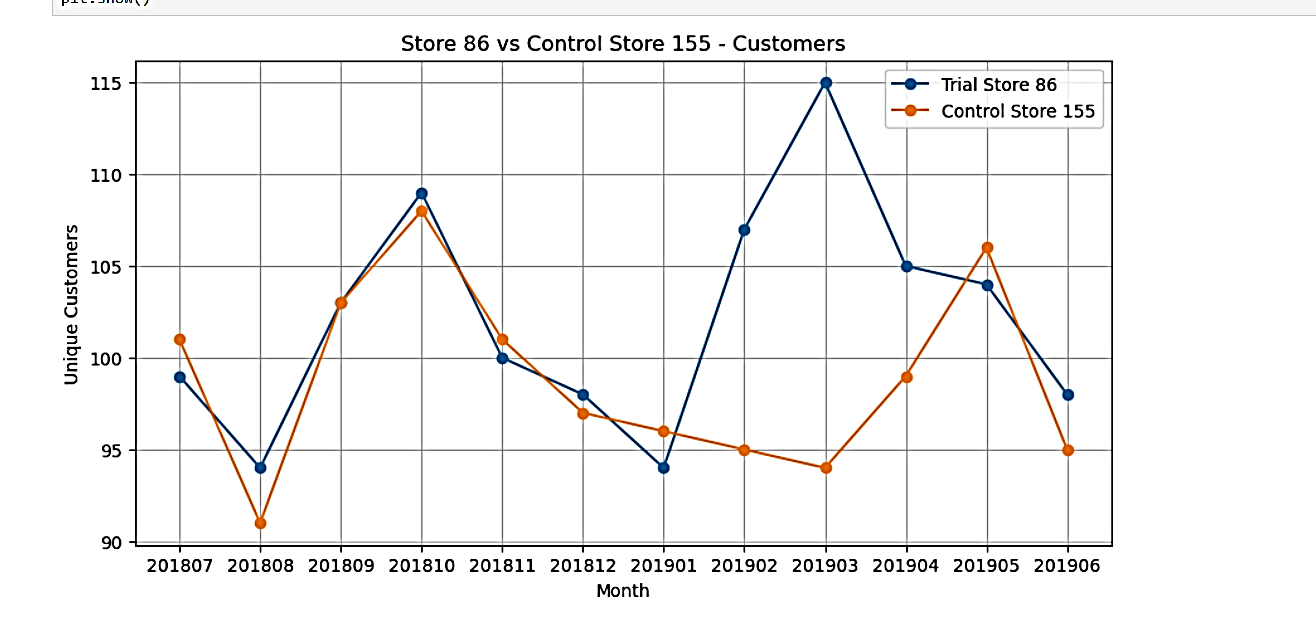 plt.show()
Store 86 vs Control Store 155 - Customers
Trial Store 86
Control Store 155
115
110
105
100
95
90
Unique Customers
201807 201808 201809 201810 201811 201812 201901 201902 201903 201904 201905 201906
Month